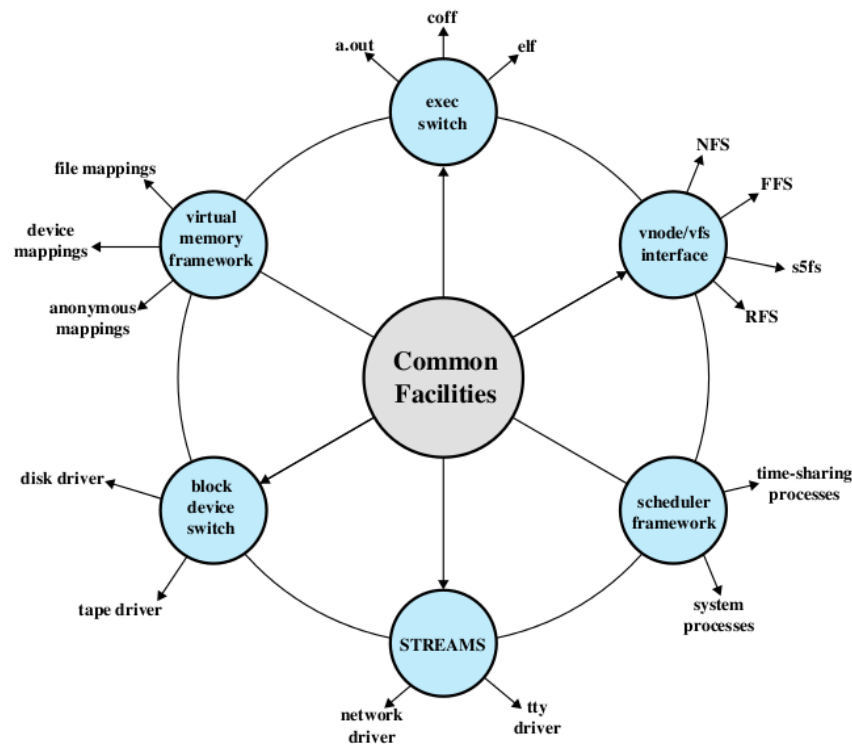 coff
a.out
elf
exec
switch
NFS
file mappings
FFS
virtual
memory
framework
vnode/vfs
interface
device
mappings
s5fs
anonymous
mappings
RFS
Common
Facilities
disk driver
block
device
switch
scheduler
framework
time-sharing
processes
tape driver
system
processes
STREAMS
network
driver
tty
driver